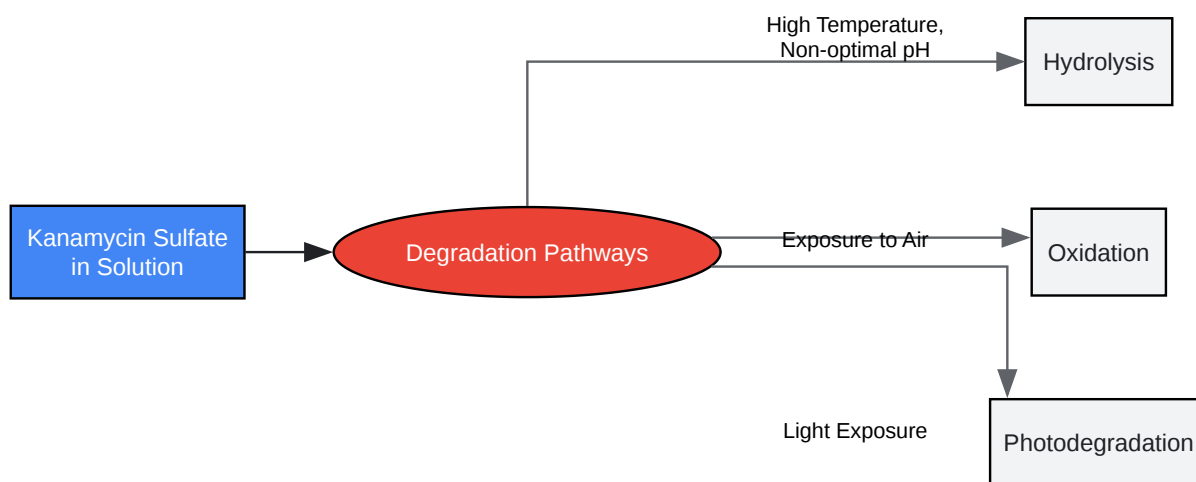 High Temperature,
Non-optimal pH
Hydrolysis
Kanamycin Sulfate
in Solution
Degradation Pathways
Exposure to Air
Oxidation
Light Exposure
Photodegradation